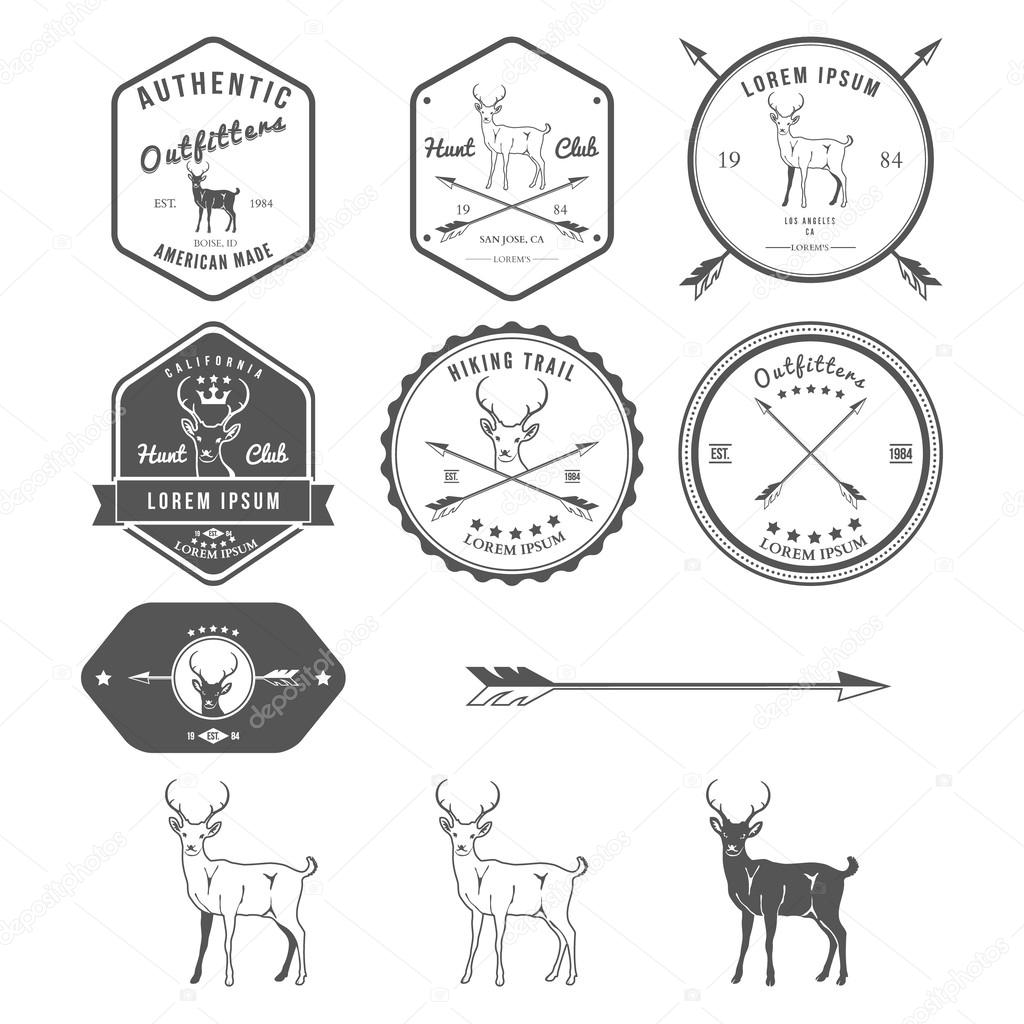 AUTHENTIC
Outfitters
EST. 1984
BOISE, ID
AMERICAN MADE
Hunt Club
19 84
SAN JOSE, CA
LOREM'S
LOREM IPSUM
19 84
LOS ANGELES
CA
LOREM'S
CALIFORNIA
Hunt Club
LOREM IPSUM
19 EST. 84
LOREM IPSUM
HIKING TRAIL
EST. 1984
LOREM IPSUM
Outfitters
EST. 1984
LOREM IPSUM
19 EST. 84
depositphotos